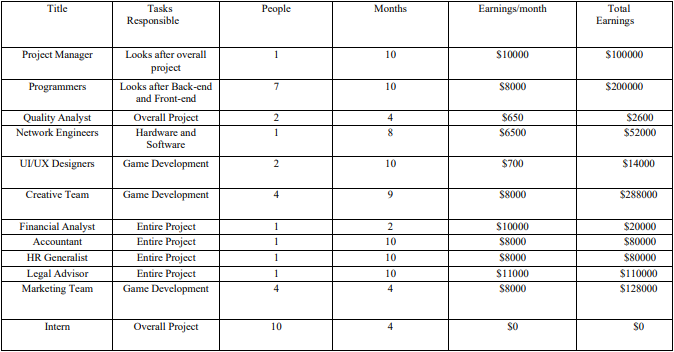 Title Tasks People Months Earnings/month Total
Responsible Earnings
Project Manager Looks after overall 1 10 $10000 $100000
project
Programmers Looks after Back-end 7 10 $8000 $200000
and Front-end
Quality Analyst Overall Project 2 4 $650 $2600
Network Engineers Hardware and 1 8 $6500 $52000
Software
UI/UX Designers Game Development 2 10 $700 $14000
Creative Team Game Development 4 9 $8000 $288000
Financial Analyst Entire Project 1 2 $10000 $20000
Accountant Entire Project 1 10 $8000 $80000
HR Generalist Entire Project 1 10 $8000 $80000
Legal Advisor Entire Project 1 10 $11000 $110000
Marketing Team Game Development 4 4 $8000 $128000
Intern Overall Project 10 4 $0 $0